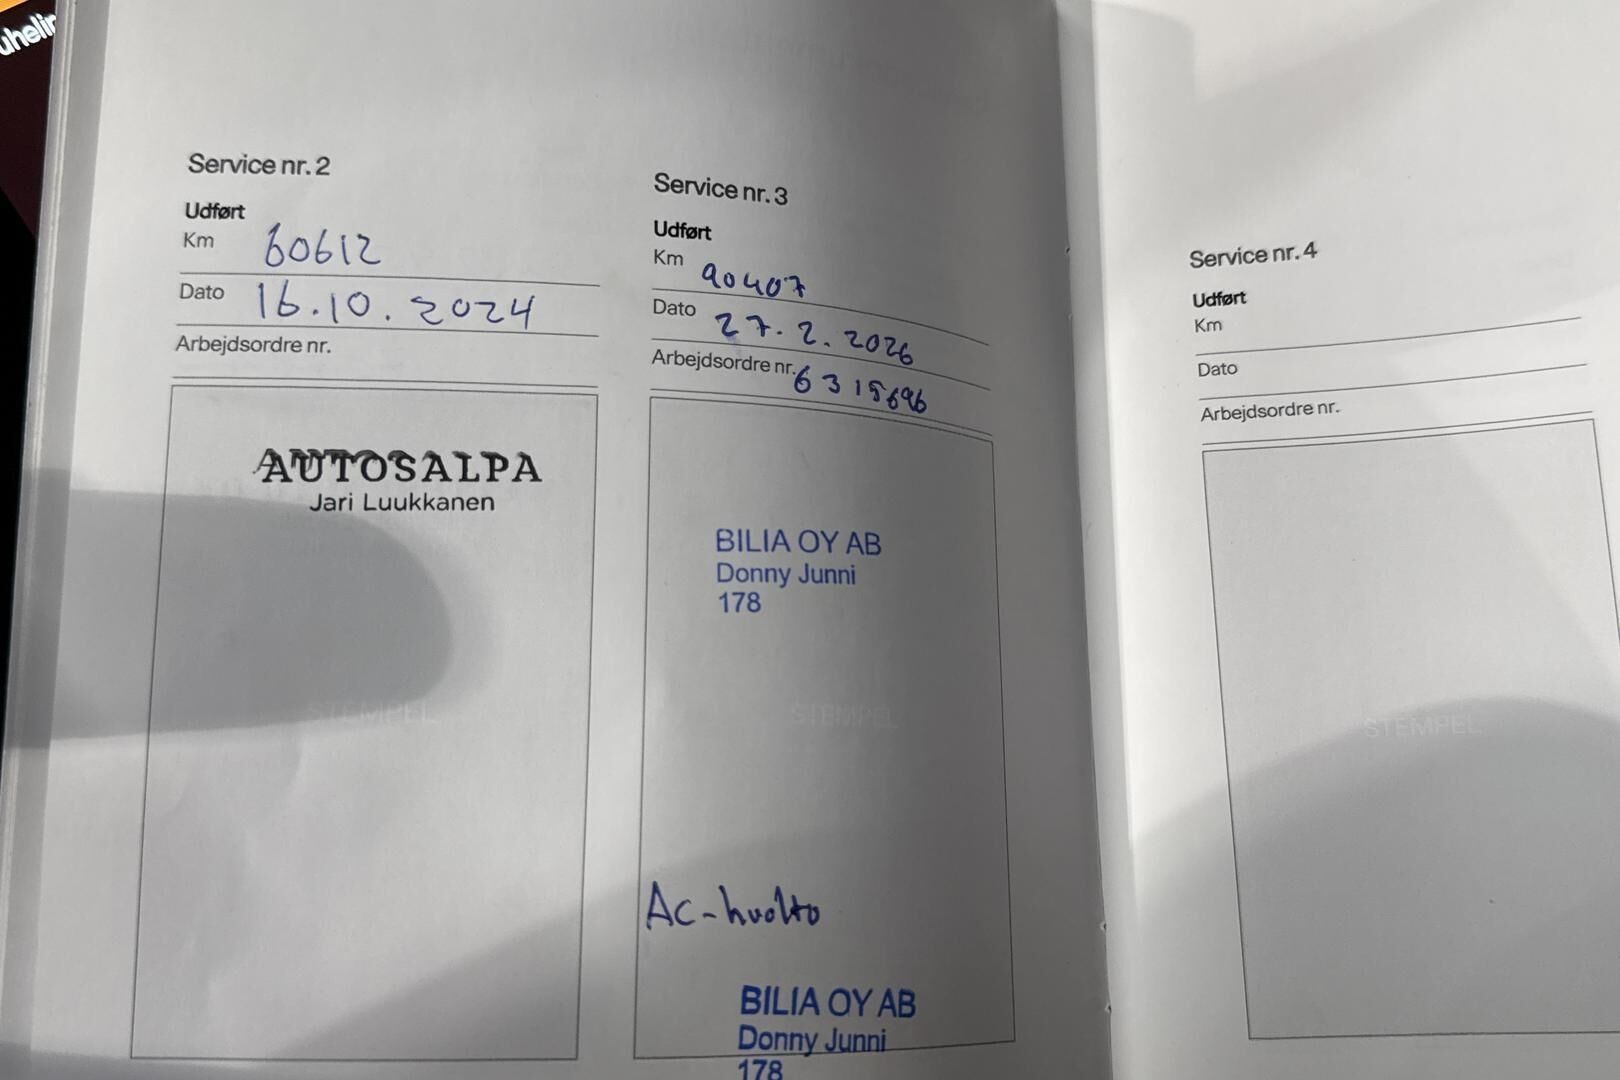 uhelin
Service nr. 2
Udført
Km 60612
Dato 16.10.2024
Arbejdsordre nr.
AUTOSALPA
Jari Luukkanen
STEMPEL
Service nr. 3
Udført
Km 90407
Dato 27.2.2026
Arbejdsordre nr. 6315696
BILIA OY AB
Donny Junni
178
STEMPEL
Ac-huolto
BILIA OY AB
Donny Junni
178
Service nr. 4
Udført
Km
Dato
Arbejdsordre nr.
STEMPEL